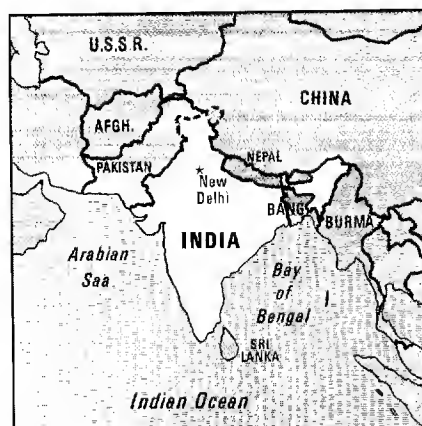 U.S.S.R.
CHINA
AFGH.
PAKISTAN
NEPAL
New
Delhi
BANG.
BURMA
INDIA
Arabian
Saa
Bay
of
Bengal
SRI
LANKA
Indian Ocean